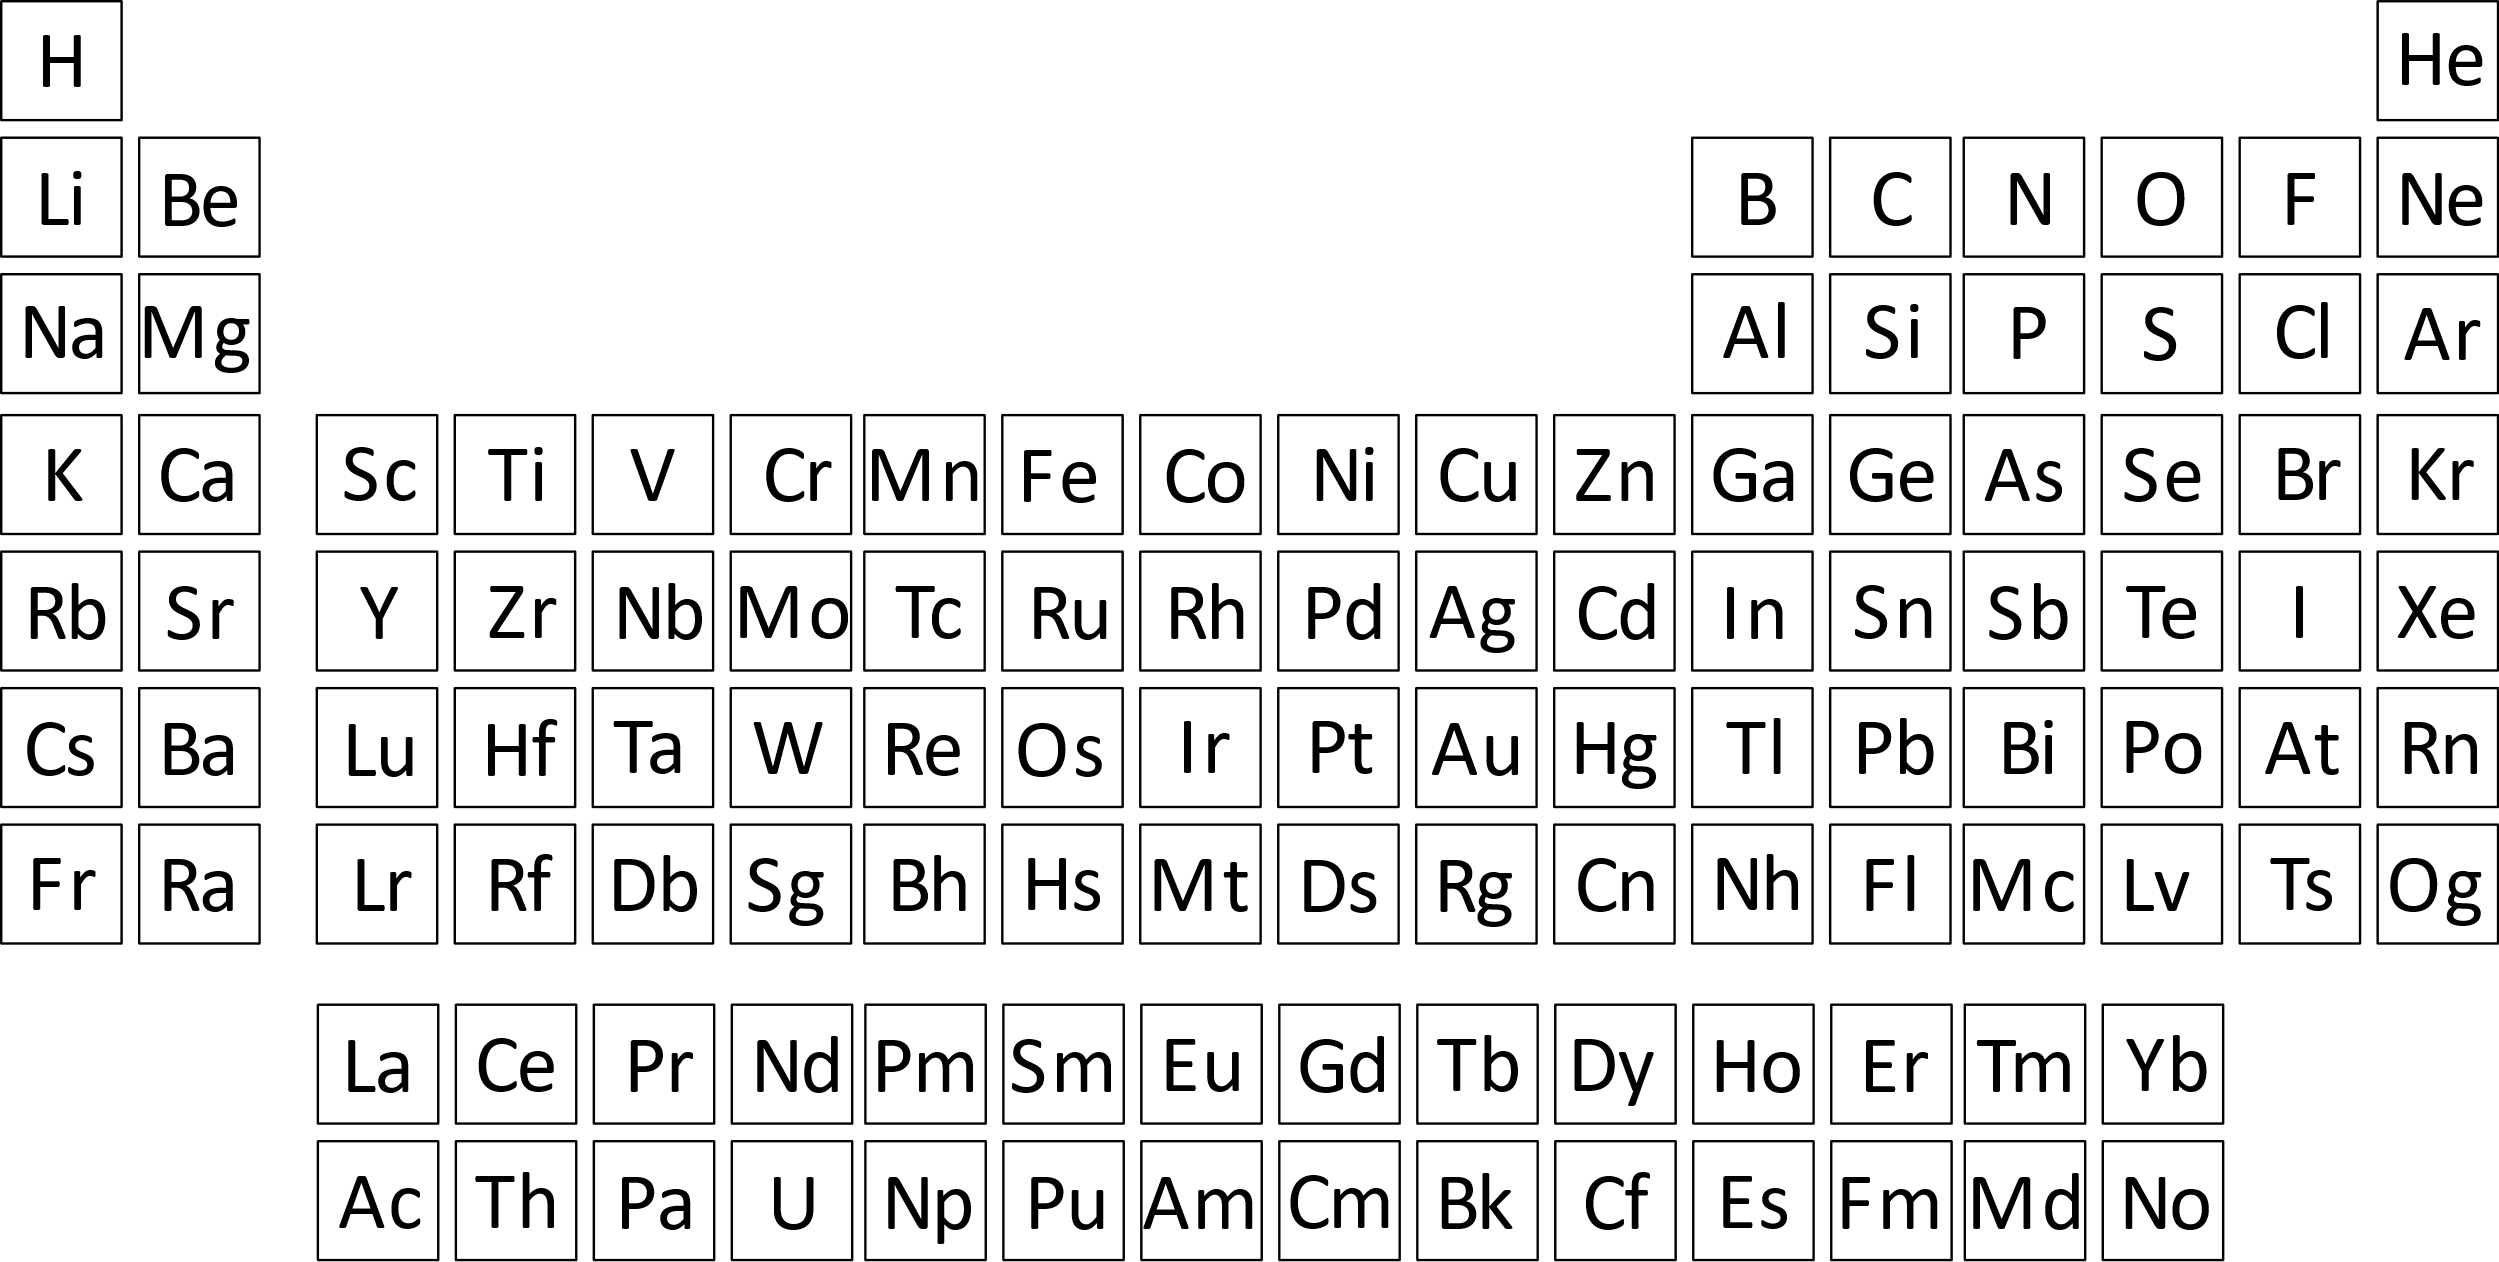 H He
Li Be B C N O F Ne
Na Mg Al Si P S Cl Ar
K Ca Sc Ti V Cr Mn Fe Co Ni Cu Zn Ga Ge As Se Br Kr
Rb Sr Y Zr Nb Mo Tc Ru Rh Pd Ag Cd In Sn Sb Te I Xe
Cs Ba Lu Hf Ta W Re Os Ir Pt Au Hg Tl Pb Bi Po At Rn
Fr Ra Lr Rf Db Sg Bh Hs Mt Ds Rg Cn Nh Fl Mc Lv Ts Og
La Ce Pr Nd Pm Sm Eu Gd Tb Dy Ho Er Tm Yb
Ac Th Pa U Np Pu Am Cm Bk Cf Es Fm Md No